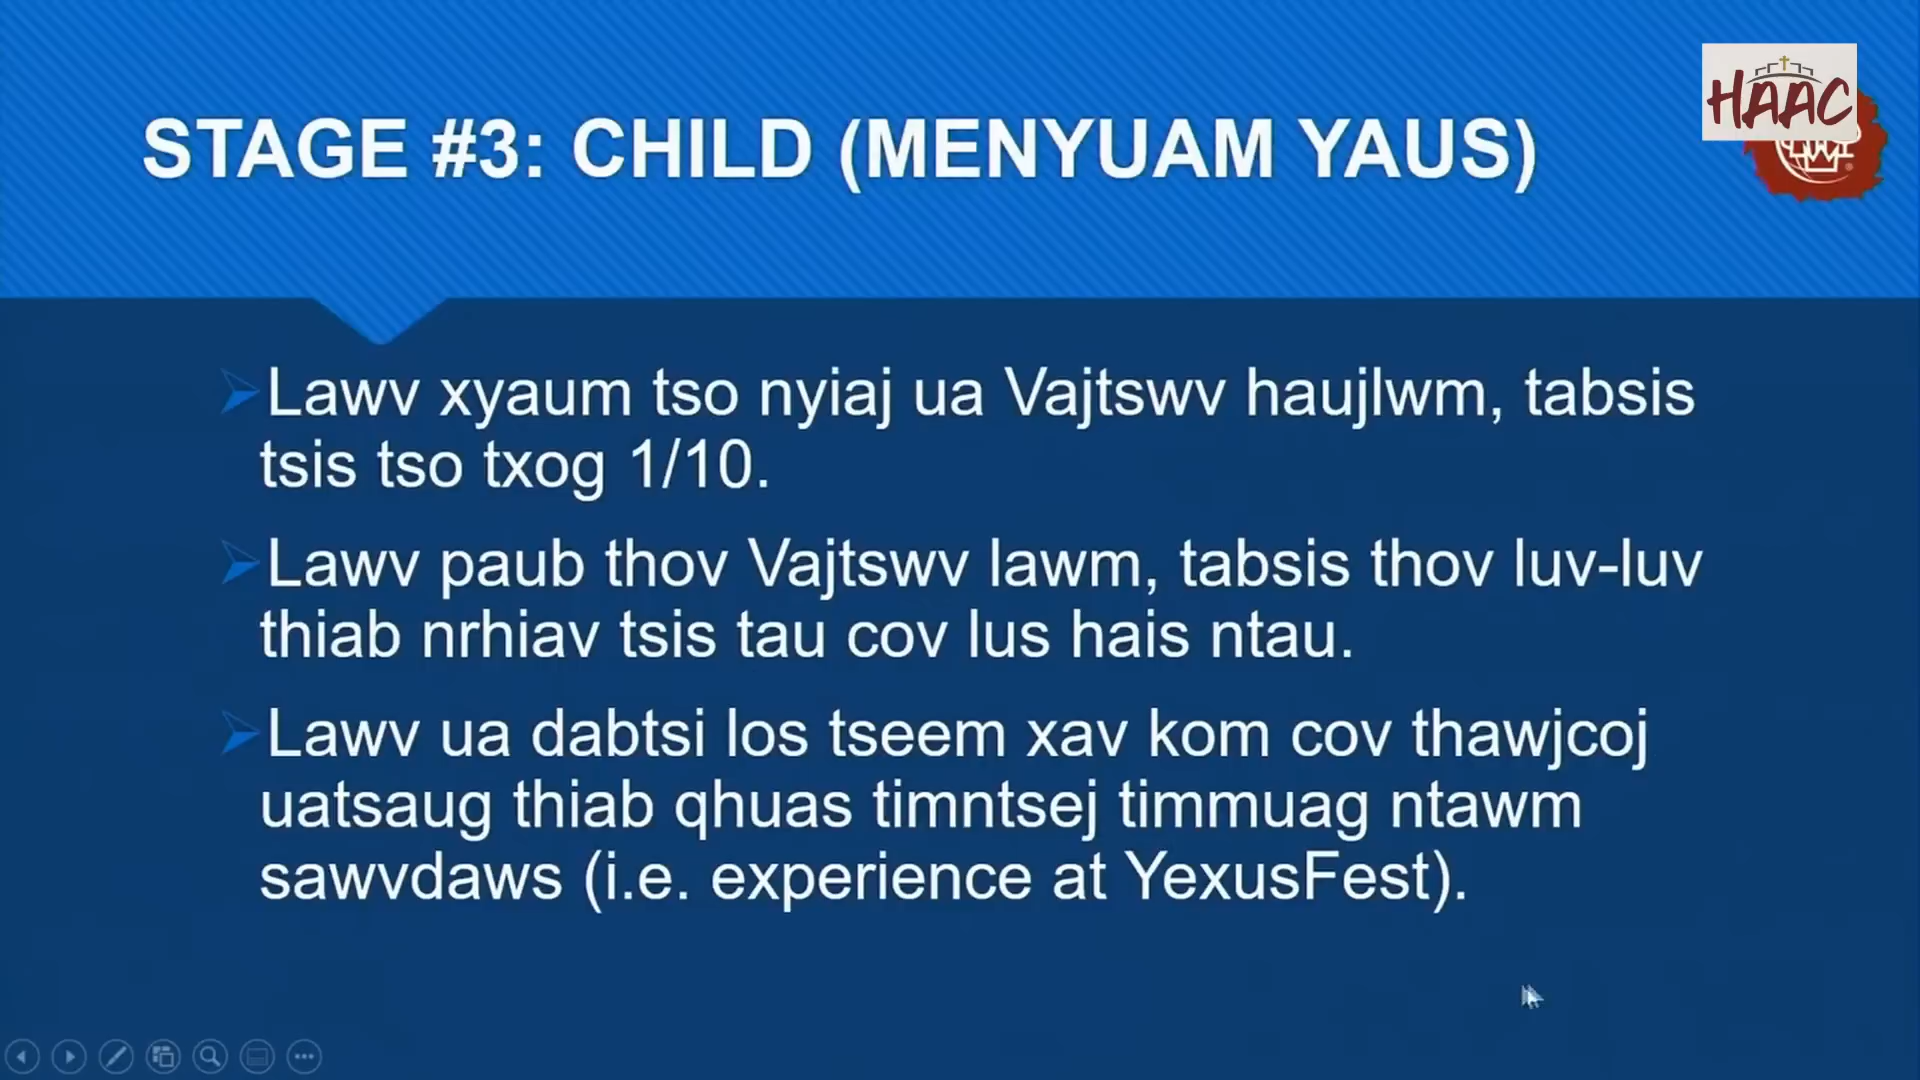 HAAC
STAGE #3: CHILD (MENYUAM YAUS)
Lawv xyaum tso nyiaj ua Vajtswv haujlwm, tabsis
tsis tso txog 1/10.
Lawv paub thov Vajtswv lawm, tabsis thov luv-luv
thiab nrhiav tsis tau cov lus hais ntau.
Lawv ua dabtsi los tseem xav kom cov thawjcoj
uatsaug thiab qhuas timntsej timmuag ntawm
sawvdaws (i.e. experience at YexusFest).